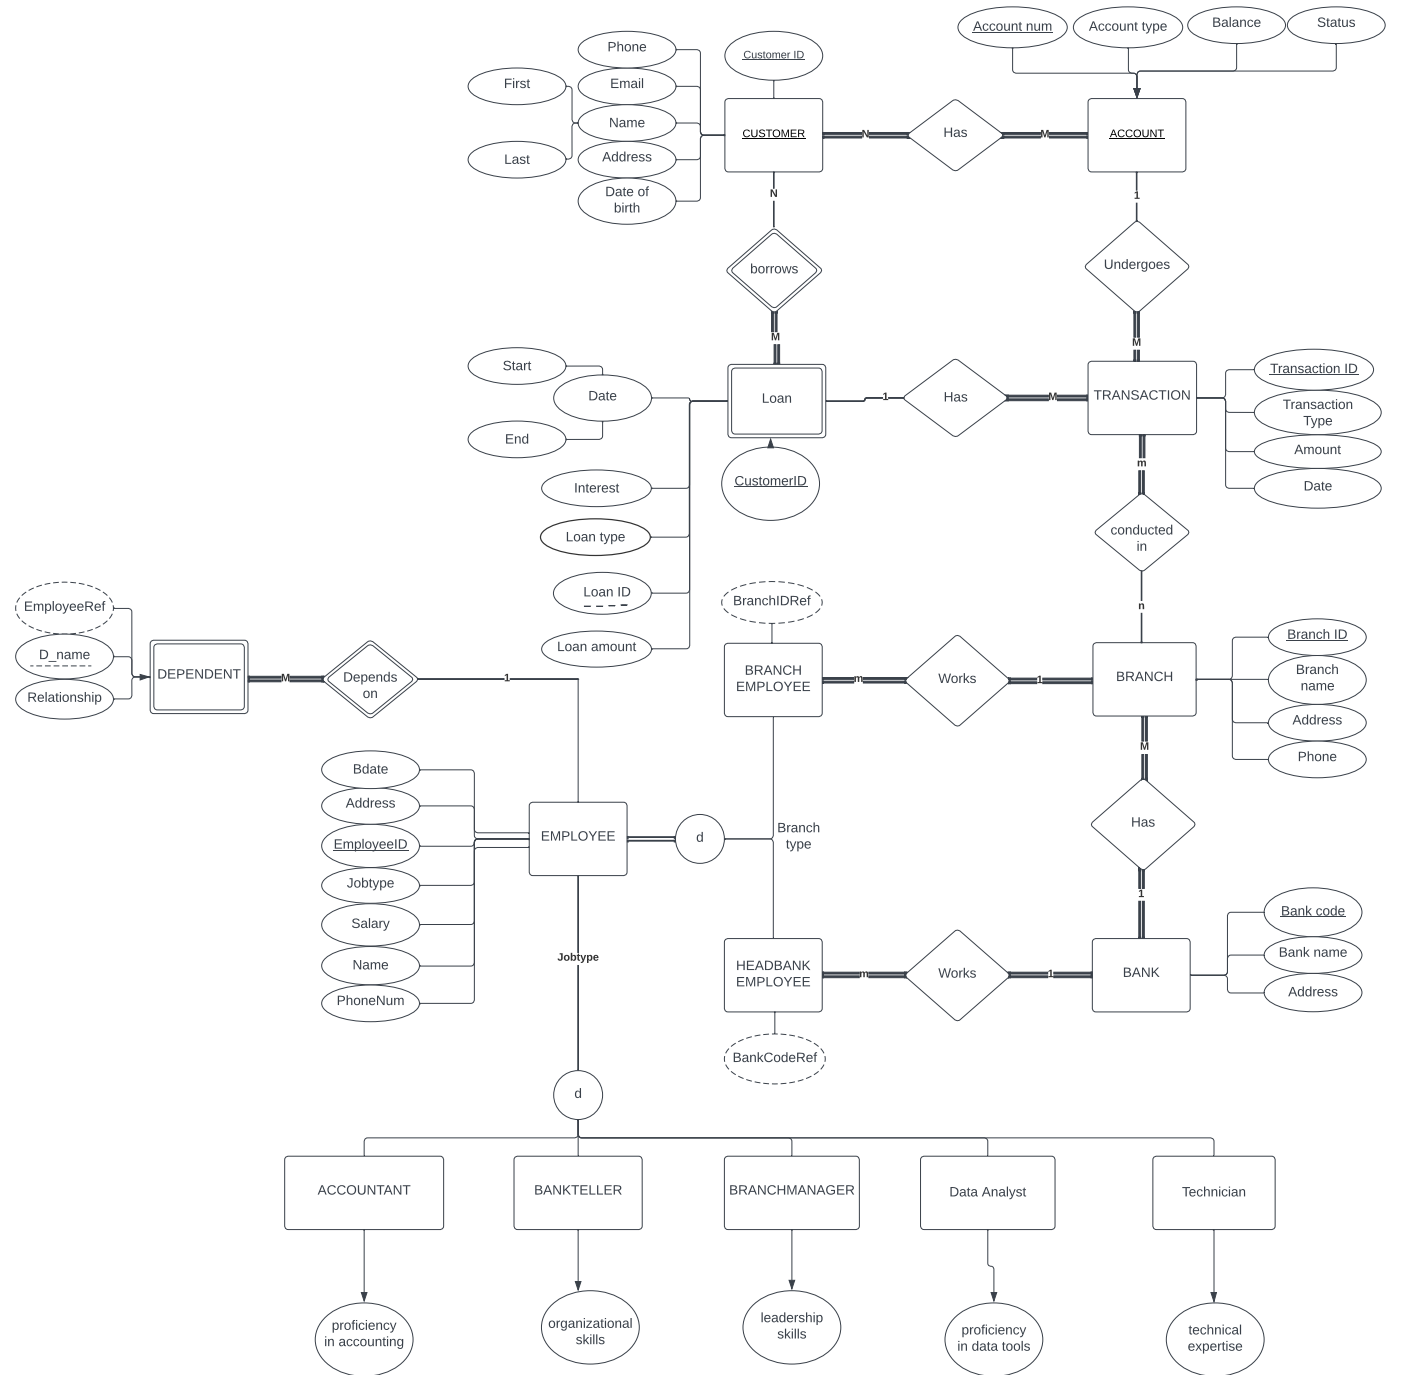 Account num
Account type
Balance
Status
Phone
Customer ID
First
Email
Name
CUSTOMER
N
Has
M
ACCOUNT
Last
Address
Date of
birth
N
1
borrows
Undergoes
M
M
Start
Date
Loan
1
Has
M
TRANSACTION
Transaction ID
Transaction
Type
End
Amount
Interest
CustomerID
m
Date
Loan type
conducted
in
Loan ID
EmployeeRef
BranchIDRef
n
D_name
Loan amount
Branch ID
Relationship
DEPENDENT
M
Depends
on
1
BRANCH
EMPLOYEE
m
Works
1
BRANCH
Branch
name
Address
M
Phone
Bdate
Address
EmployeeID
Jobtype
Salary
Name
PhoneNum
EMPLOYEE
d
Branch
type
Has
1
Jobtype
Bank code
HEADBANK
EMPLOYEE
m
Works
1
BANK
Bank name
Address
BankCodeRef
d
ACCOUNTANT
BANKTELLER
BRANCHMANAGER
Data Analyst
Technician
proficiency
in accounting
organizational
skills
leadership
skills
proficiency
in data tools
technical
expertise